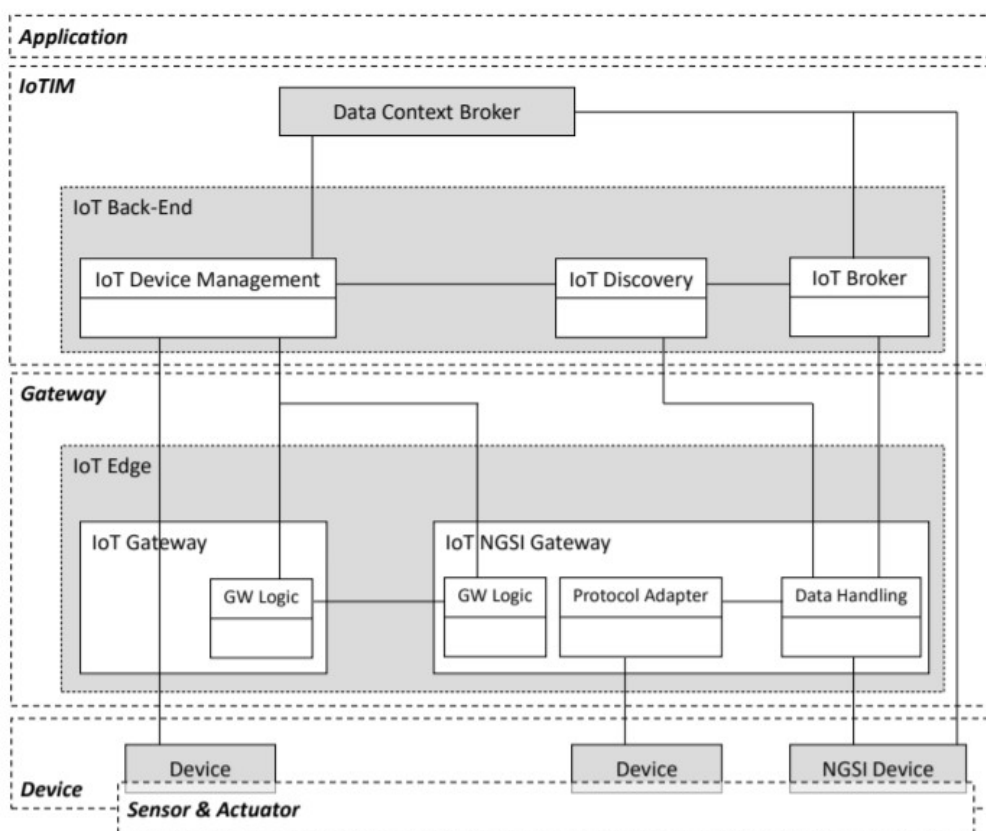 Application
IoTIM
Data Context Broker
IoT Back-End
IoT Device Management
IoT Discovery
IoT Broker
Gateway
IoT Edge
IoT Gateway
IoT NGSI Gateway
GW Logic
GW Logic
Protocol Adapter
Data Handling
Device
Device
NGSI Device
Device
Sensor & Actuator